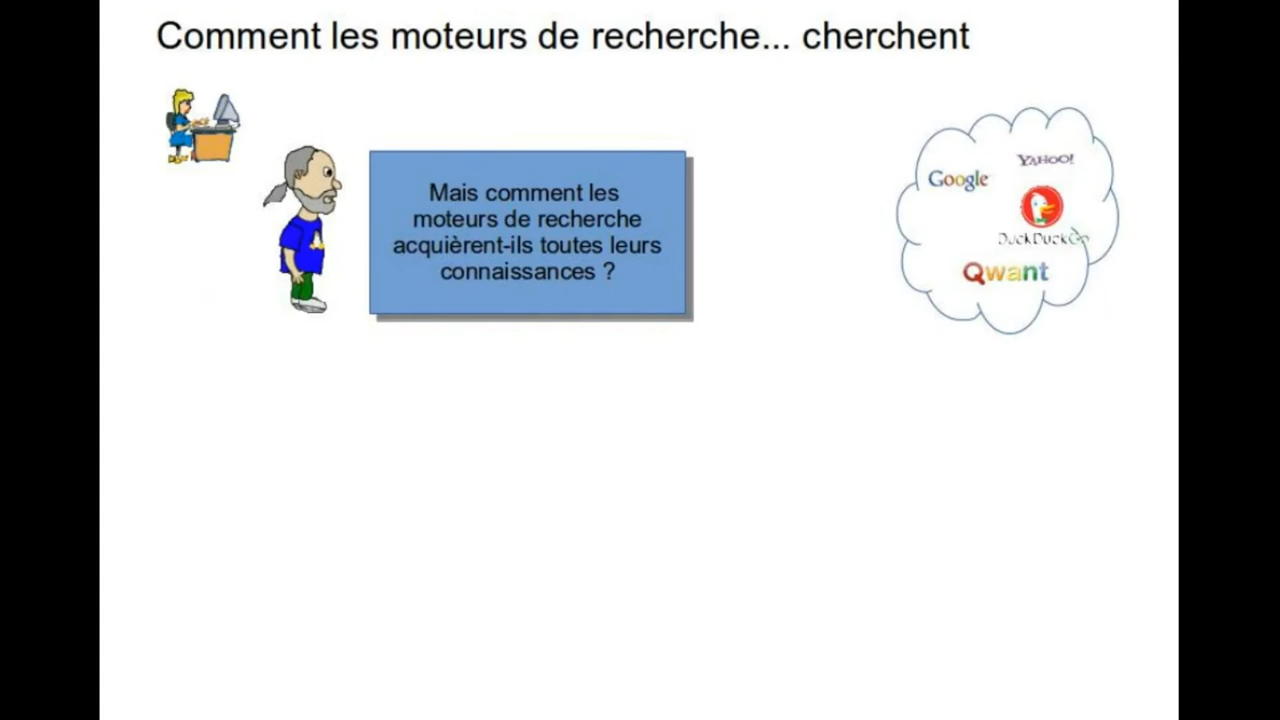 Comment les moteurs de recherche... cherchent
Mais comment les
moteurs de recherche
acquièrent-ils toutes leurs
connaissances ?
YAHOO!
Google
DuckDuckGo
Qwant